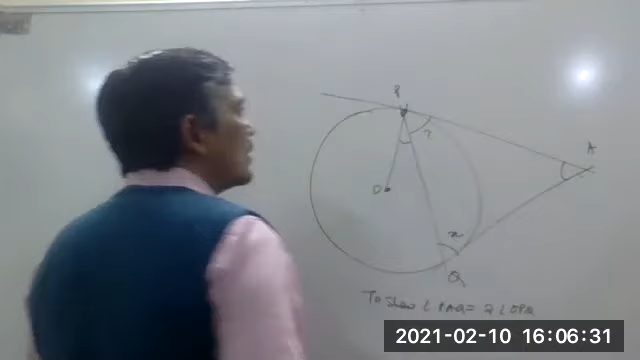 P
?
A
O
x
Q
To show ∠PAQ = 2∠OPQ
2021-02-10 16:06:31